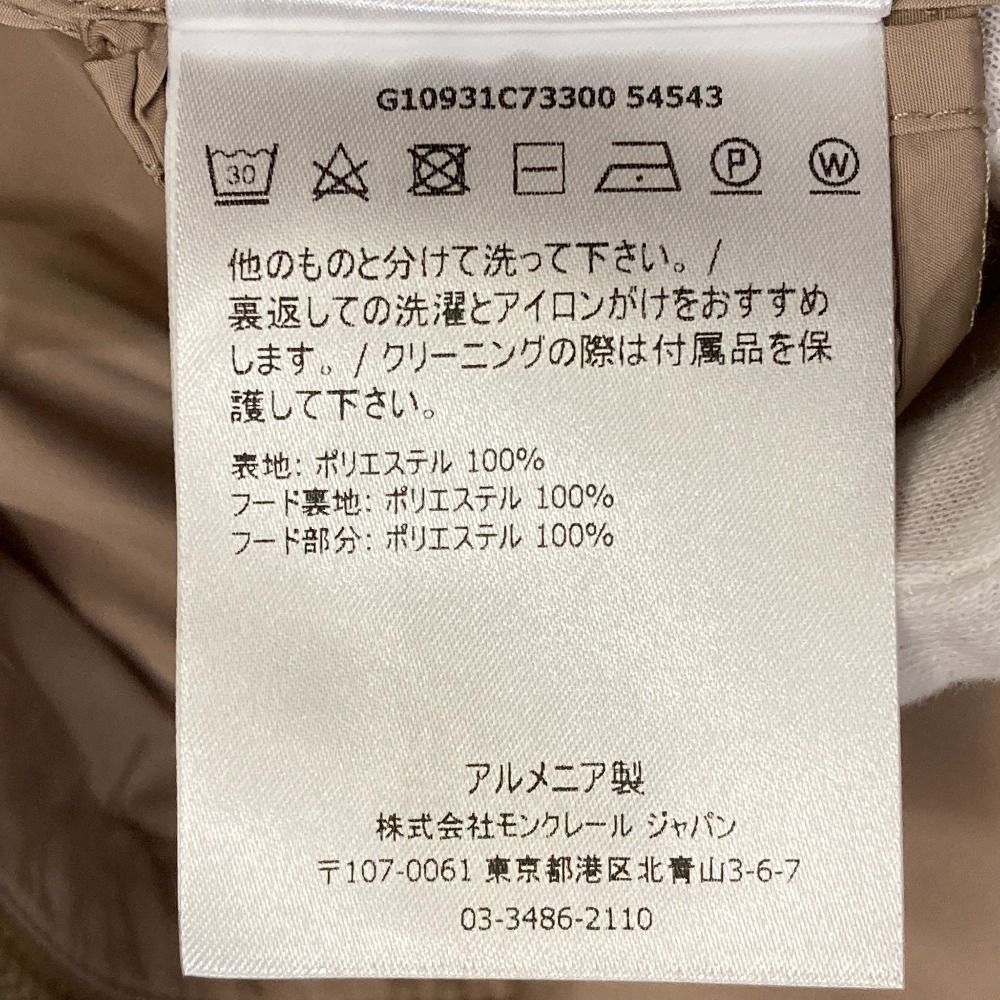 G10931C73300 54543
30 P W
他のものと分けて洗って下さい。/
裏返しての洗濯とアイロンがけをおすすめ
します。/ クリーニングの際は付属品を保
護して下さい。
表地: ポリエステル 100%
フード裏地: ポリエステル 100%
フード部分: ポリエステル 100%
アルメニア製
株式会社モンクレール ジャパン
〒107-0061 東京都港区北青山3-6-7
03-3486-2110